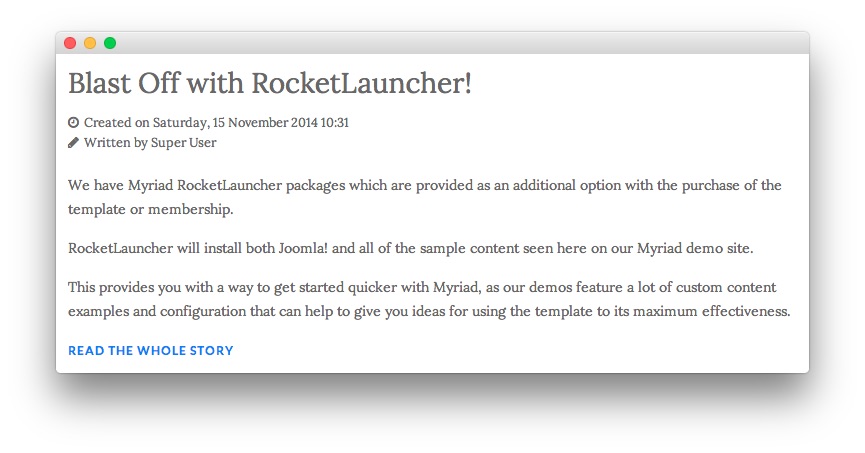 Blast Off with RocketLauncher!
Created on Saturday, 15 November 2014 10:31
Written by Super User
We have Myriad RocketLauncher packages which are provided as an additional option with the purchase of the
template or membership.
RocketLauncher will install both Joomla! and all of the sample content seen here on our Myriad demo site.
This provides you with a way to get started quicker with Myriad, as our demos feature a lot of custom content
examples and configuration that can help to give you ideas for using the template to its maximum effectiveness.
READ THE WHOLE STORY